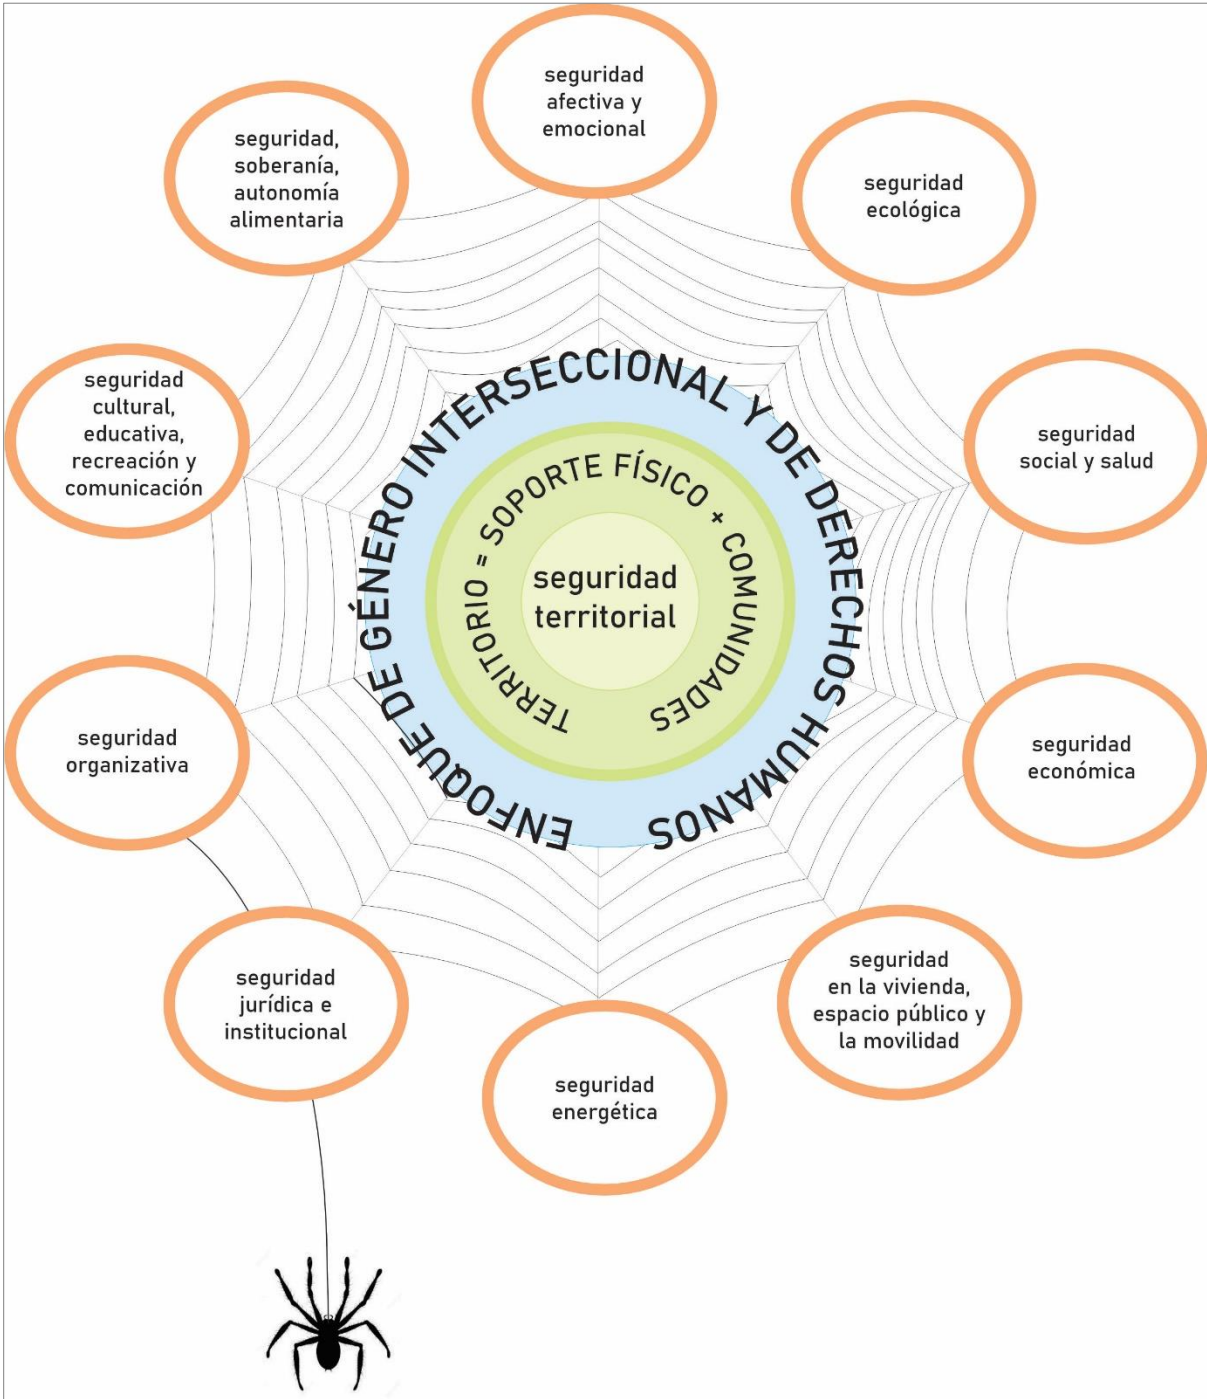 seguridad
afectiva y
emocional
seguridad
ecológica
seguridad
social y salud
seguridad
económica
seguridad
en la vivienda,
espacio público y
la movilidad
seguridad
energética
seguridad
jurídica e
institucional
seguridad
organizativa
seguridad
cultural,
educativa,
recreación y
comunicación
seguridad,
soberanía,
autonomía
alimentaria
ENFOQUE DE GÉNERO INTERSECCIONAL Y DE DERECHOS HUMANOS
TERRITORIO = SOPORTE FÍSICO + COMUNIDADES
seguridad
territorial